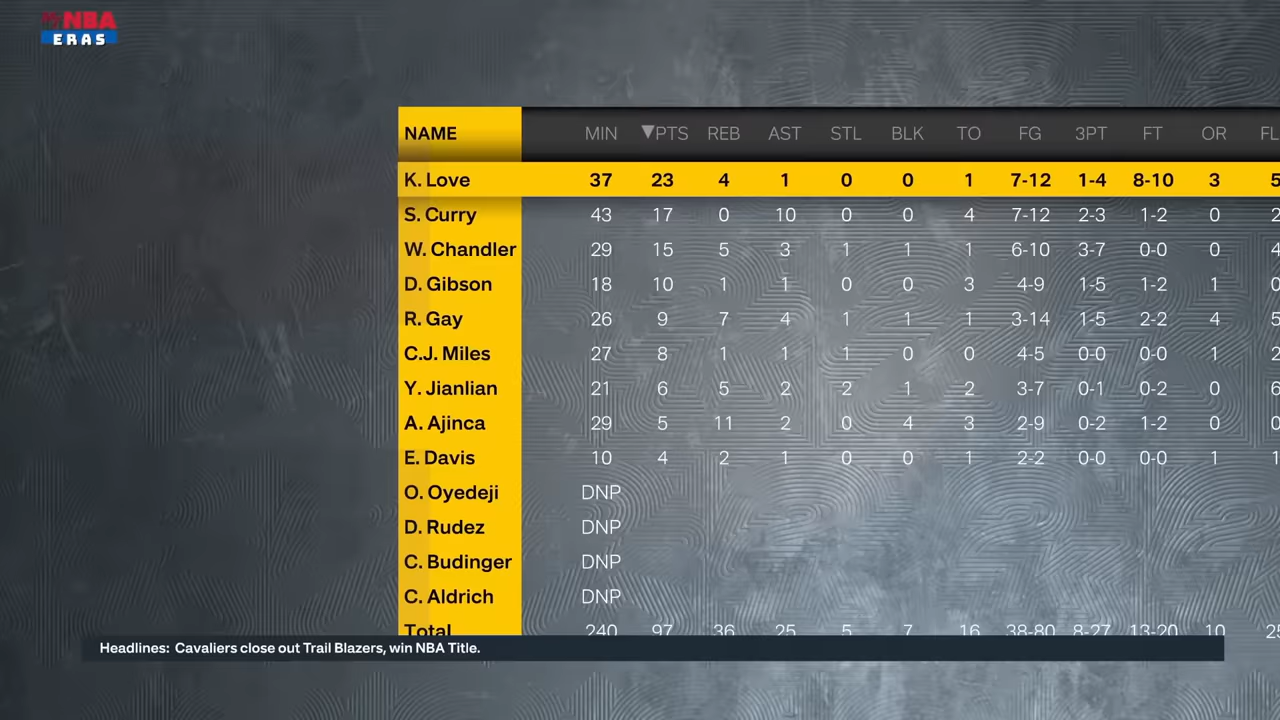 NBA
ERAS
NAME MIN ▼PTS REB AST STL BLK TO FG 3PT FT OR FL
K. Love 37 23 4 1 0 0 1 7-12 1-4 8-10 3 5
S. Curry 43 17 0 10 0 0 4 7-12 2-3 1-2 0 2
W. Chandler 29 15 5 3 1 1 1 6-10 3-7 0-0 0 4
D. Gibson 18 10 1 1 0 0 3 4-9 1-5 1-2 1 0
R. Gay 26 9 7 4 1 1 1 3-14 1-5 2-2 4 5
C.J. Miles 27 8 1 1 1 0 0 4-5 0-0 0-0 1 2
Y. Jianlian 21 6 5 2 2 1 2 3-7 0-1 0-2 0 6
A. Ajinca 29 5 11 2 0 4 3 2-9 0-2 1-2 0 0
E. Davis 10 4 2 1 0 0 1 2-2 0-0 0-0 1 1
O. Oyedeji DNP
D. Rudez DNP
C. Budinger DNP
C. Aldrich DNP
Total 240 97 36 25 5 7 16 38-80 8-27 13-20 10 25
Headlines: Cavaliers close out Trail Blazers, win NBA Title.